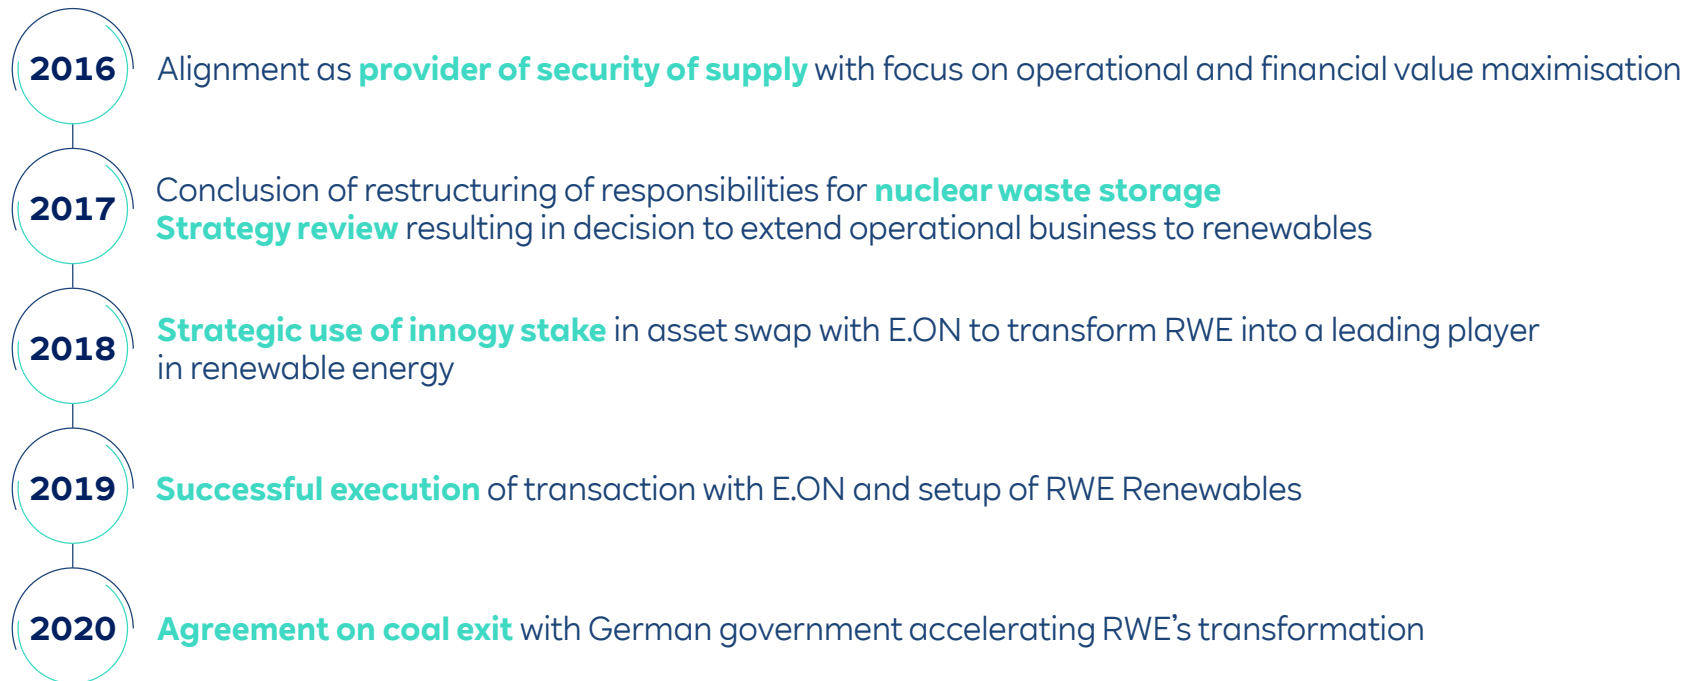 2016
Alignment as provider of security of supply with focus on operational and financial value maximisation
2017
Conclusion of restructuring of responsibilities for nuclear waste storage
Strategy review resulting in decision to extend operational business to renewables
2018
Strategic use of innogy stake in asset swap with E.ON to transform RWE into a leading player
in renewable energy
2019
Successful execution of transaction with E.ON and setup of RWE Renewables
2020
Agreement on coal exit with German government accelerating RWE’s transformation